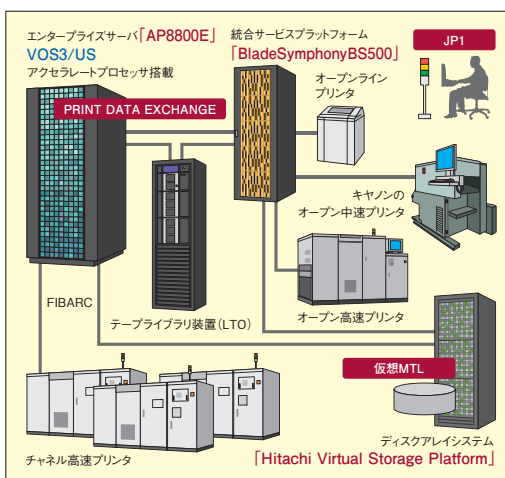 エンタープライズサーバ「AP8800E」
VOS3/US
アクセラレートプロセッサ搭載
統合サービスプラットフォーム
「BladeSymphonyBS500」
JP1
オープンライン
プリンタ
PRINT DATA EXCHANGE
キヤノンの
オープン中速プリンタ
オープン高速プリンタ
テープライブラリ装置(LTO)
FIBARC
仮想MTL
チャネル高速プリンタ
ディスクアレイシステム
「Hitachi Virtual Storage Platform」